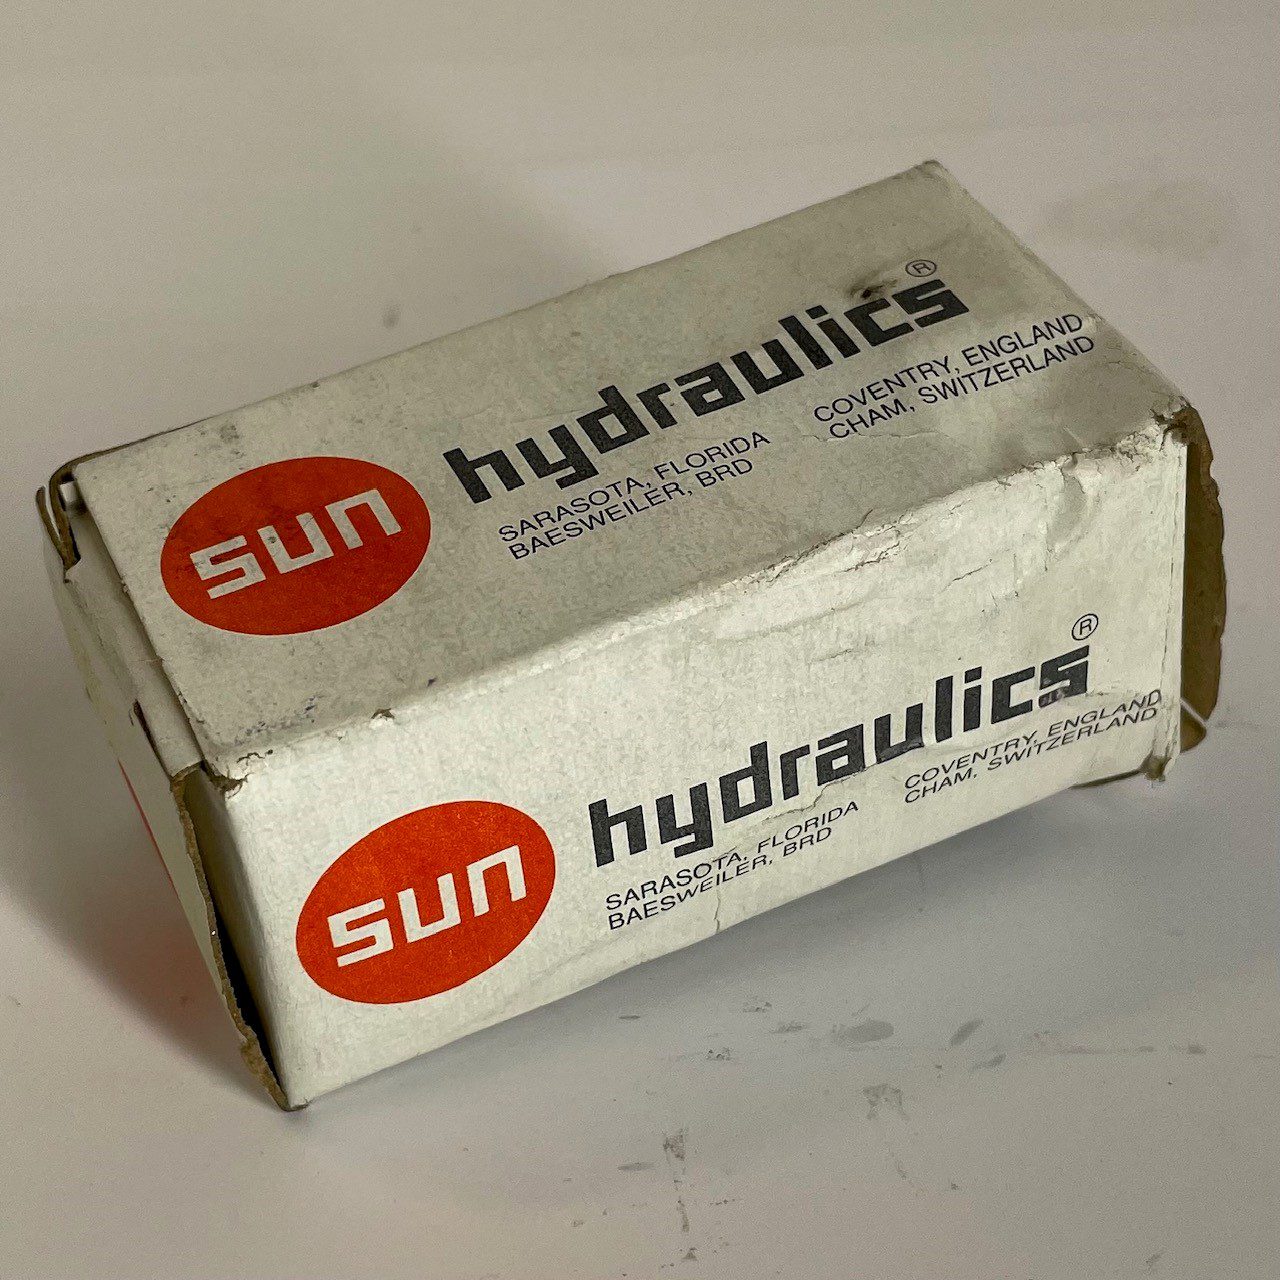 sun hydraulics®
SARASOTA, FLORIDA COVENTRY, ENGLAND
BAESWEILER, BRD CHAM, SWITZERLAND
sun hydraulics®
SARASOTA, FLORIDA COVENTRY, ENGLAND
BAESWEILER, BRD CHAM, SWITZERLAND